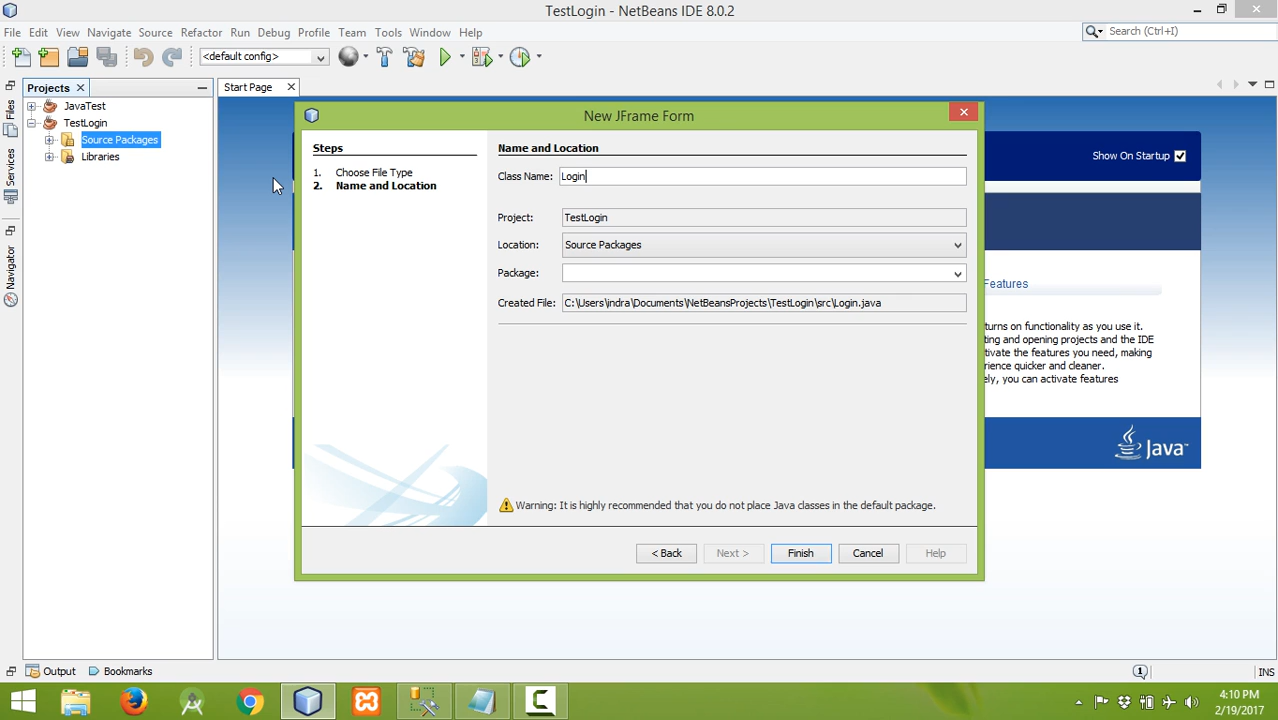 TestLogin - NetBeans IDE 8.0.2
File Edit View Navigate Source Refactor Run Debug Profile Team Tools Window Help
Search (Ctrl+I)
<default config>
Projects
Start Page
Files
Services
Navigator
JavaTest
TestLogin
Source Packages
Libraries
Show On Startup
New JFrame Form
Steps
1. Choose File Type
2. Name and Location
Name and Location
Class Name: Login
Project: TestLogin
Location: Source Packages
Package:
Created File: C:\Users\indra\Documents\NetBeansProjects\TestLogin\src\Login.java
Warning: It is highly recommended that you do not place Java classes in the default package.
< Back Next > Finish Cancel Help
Features
turns on functionality as you use it.
ting and opening projects and the IDE
tivate the features you need, making
rience quicker and cleaner.
ely, you can activate features
Java
Output Bookmarks
1
INS
4:10 PM
2/19/2017